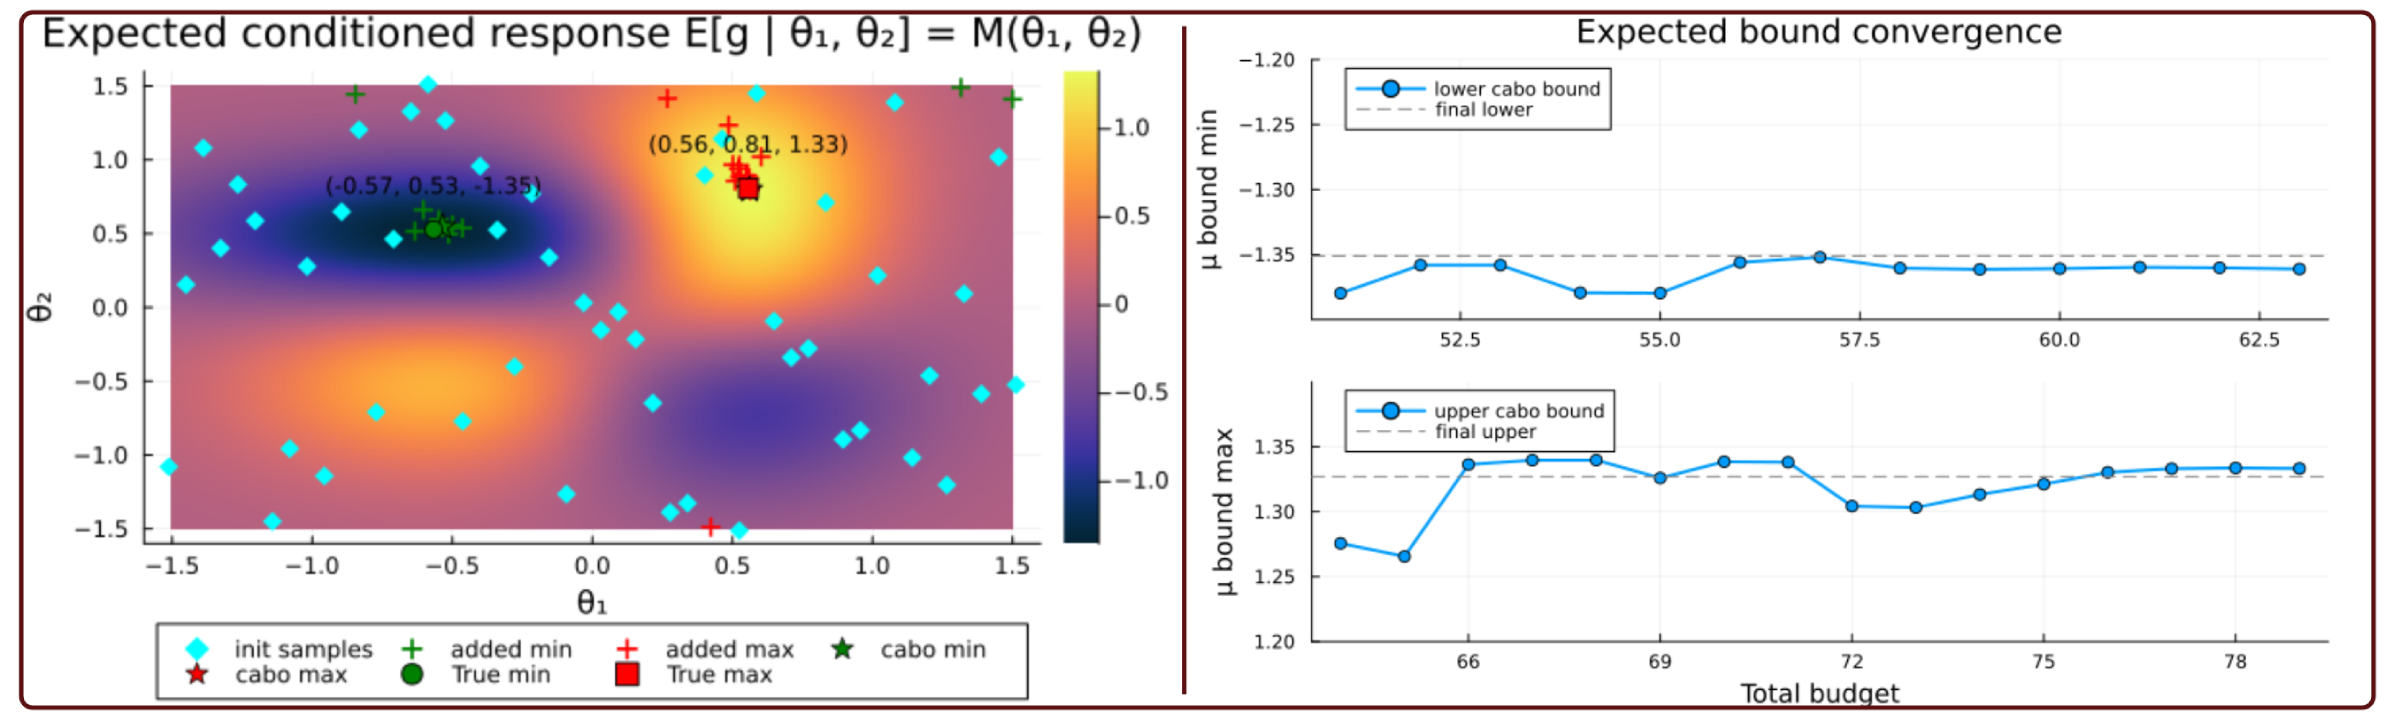 Expected conditioned response E[g | θ₁, θ₂] = M(θ₁, θ₂)
1.5
1.0
0.5
0.0
−0.5
−1.0
−1.5
θ₂
(0.56, 0.81, 1.33)
(-0.57, 0.53, -1.35)
−1.5
−1.0
−0.5
0.0
0.5
1.0
1.5
θ₁
1.0
0.5
0
−0.5
−1.0
init samples
added min
added max
cabo min
cabo max
True min
True max
Expected bound convergence
−1.20
−1.25
−1.30
−1.35
μ bound min
lower cabo bound
final lower
52.5
55.0
57.5
60.0
62.5
1.35
1.30
1.25
1.20
μ bound max
upper cabo bound
final upper
66
69
72
75
78
Total budget